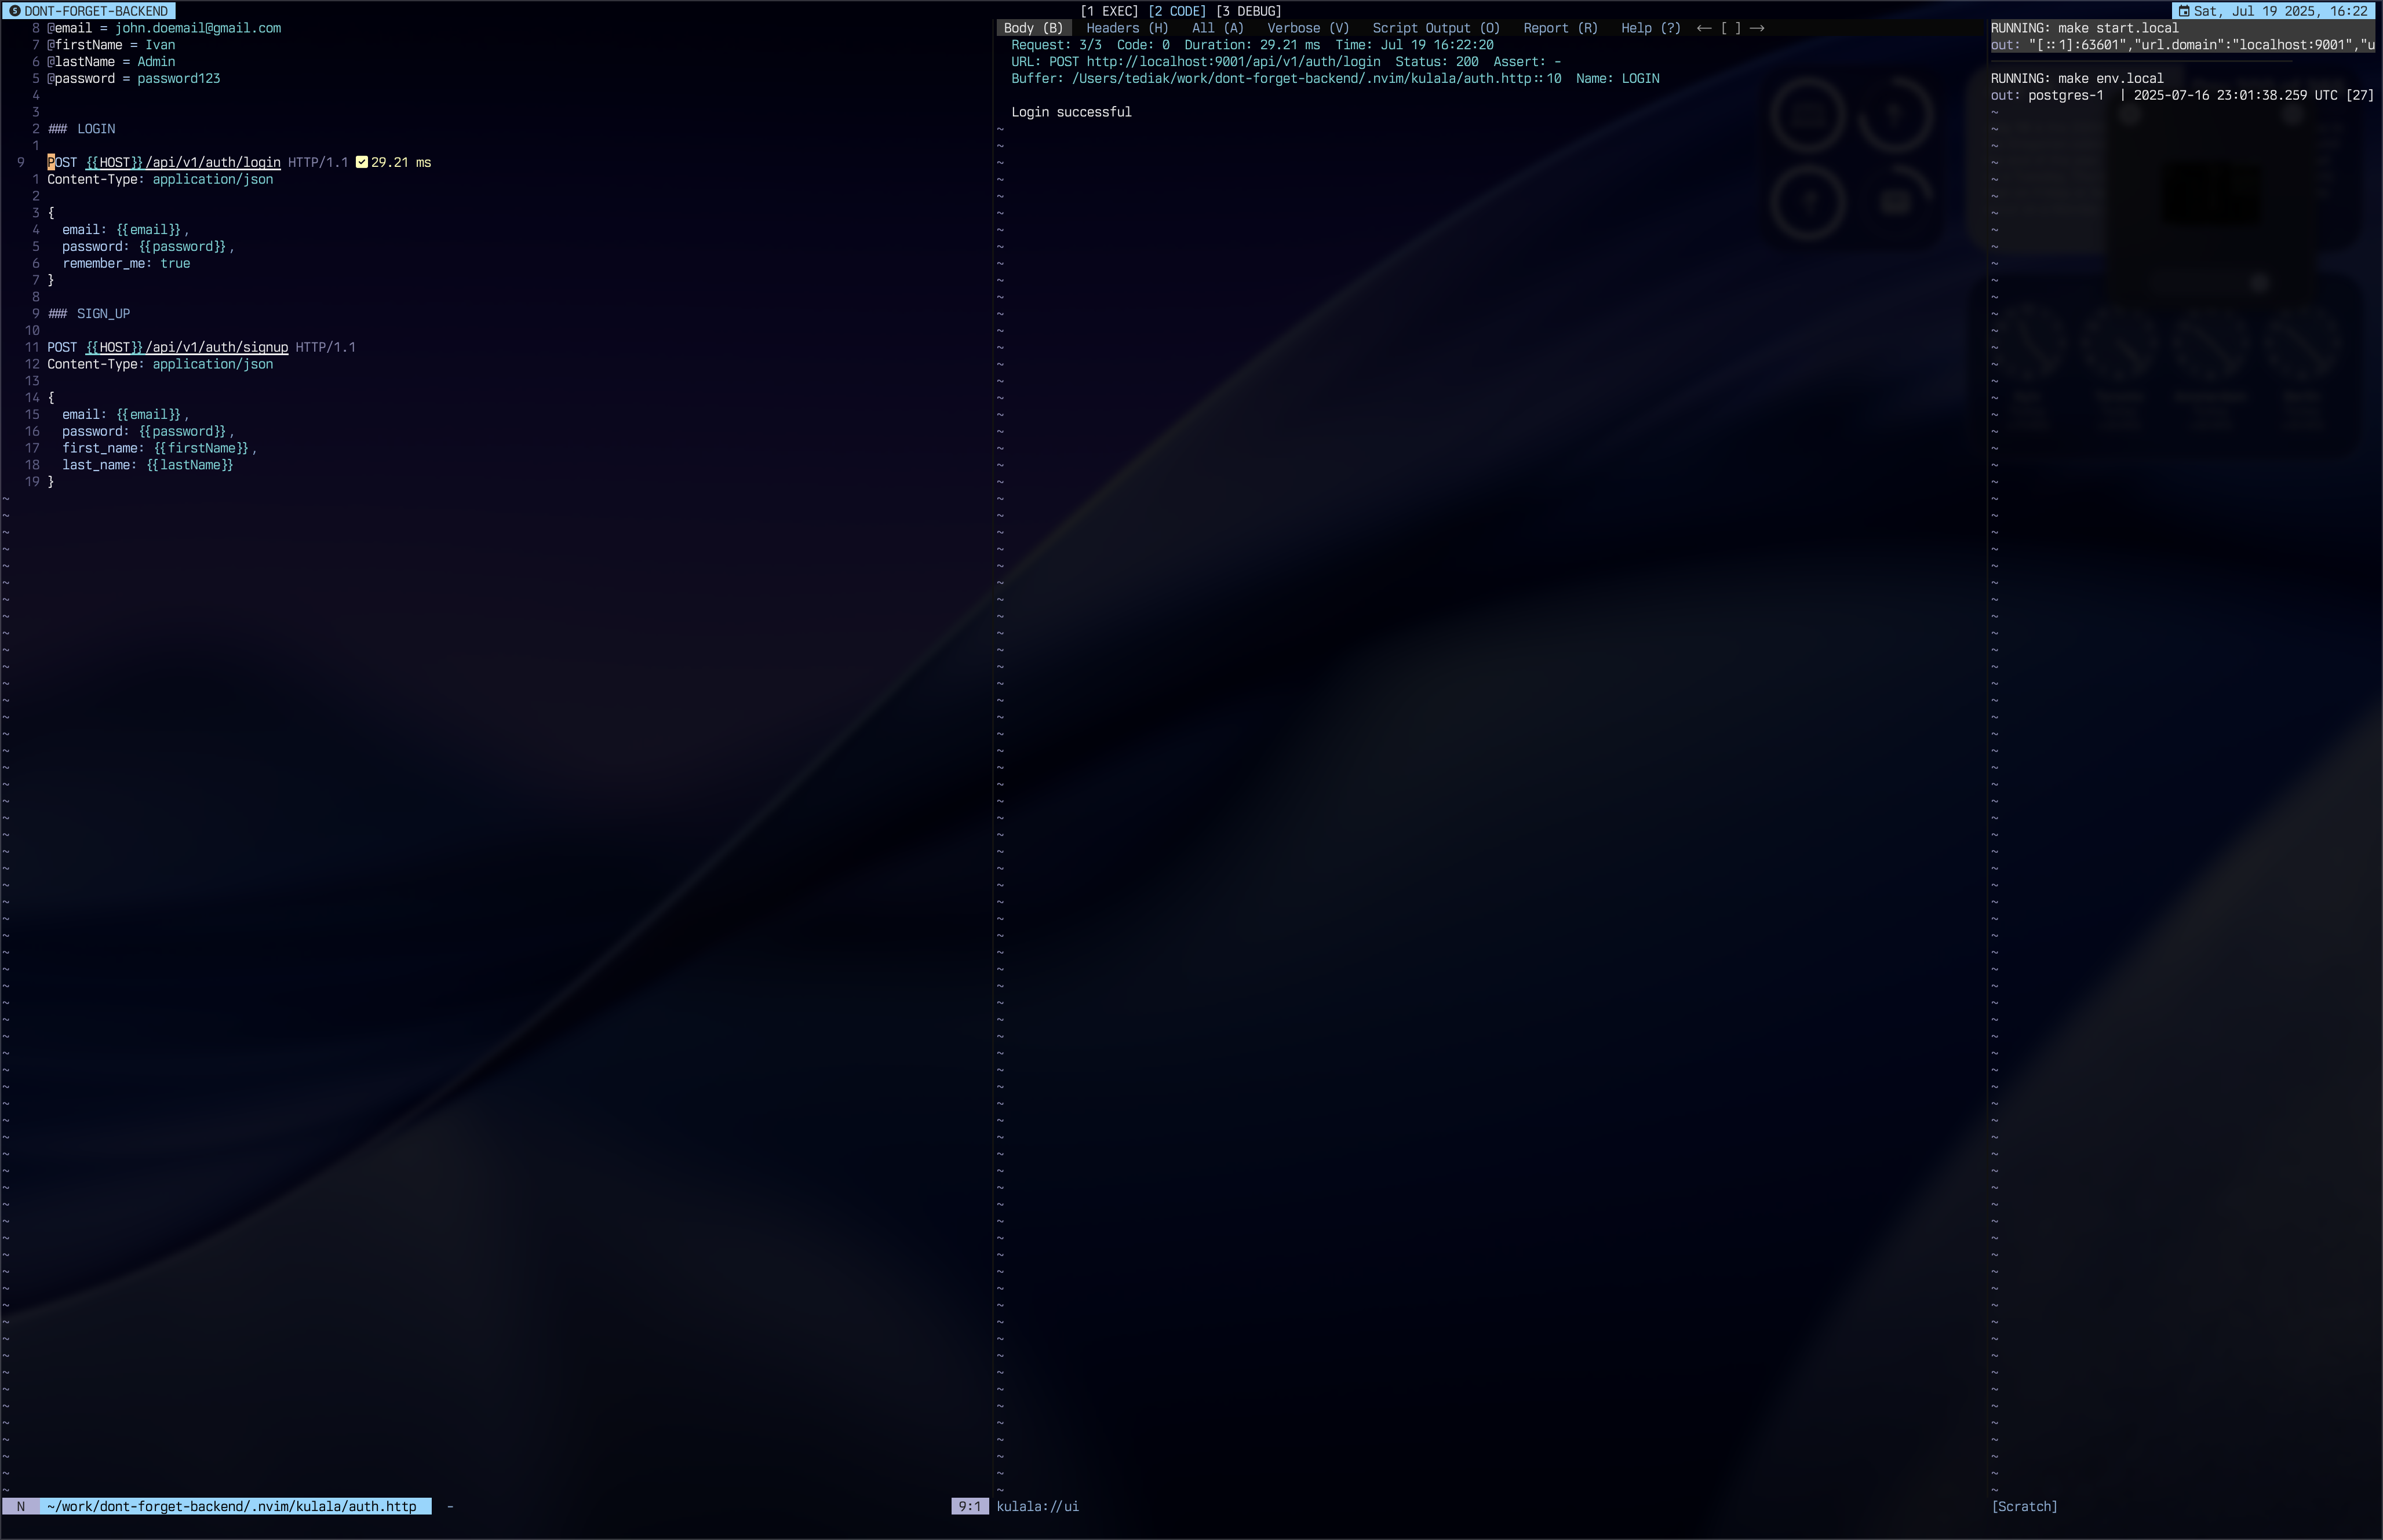 5 DONT-FORGET-BACKEND
[1 EXEC] [2 CODE] [3 DEBUG]
Sat, Jul 19 2025, 16:22
8 @email = john.doemail@gmail.com
7 @firstName = Ivan
6 @lastName = Admin
5 @password = password123
4
3
2 ### LOGIN
1
9 POST {{HOST}}/api/v1/auth/login HTTP/1.1 29.21 ms
1 Content-Type: application/json
2
3 {
4 email: {{email}},
5 password: {{password}},
6 remember_me: true
7 }
8
9 ### SIGN_UP
10
11 POST {{HOST}}/api/v1/auth/signup HTTP/1.1
12 Content-Type: application/json
13
14 {
15 email: {{email}},
16 password: {{password}},
17 first_name: {{firstName}},
18 last_name: {{lastName}}
19 }
N ~/work/dont-forget-backend/.nvim/kulala/auth.http - 9:1
Body (B) Headers (H) All (A) Verbose (V) Script Output (O) Report (R) Help (?) <- [ ] ->
Request: 3/3 Code: 0 Duration: 29.21 ms Time: Jul 19 16:22:20
URL: POST http://localhost:9001/api/v1/auth/login Status: 200 Assert: -
Buffer: /Users/tediak/work/dont-forget-backend/.nvim/kulala/auth.http::10 Name: LOGIN
Login successful
kulala://ui
RUNNING: make start.local
out: "[::1]:63601","url.domain":"localhost:9001","u
RUNNING: make env.local
out: postgres-1 | 2025-07-16 23:01:38.259 UTC [27]
[Scratch]